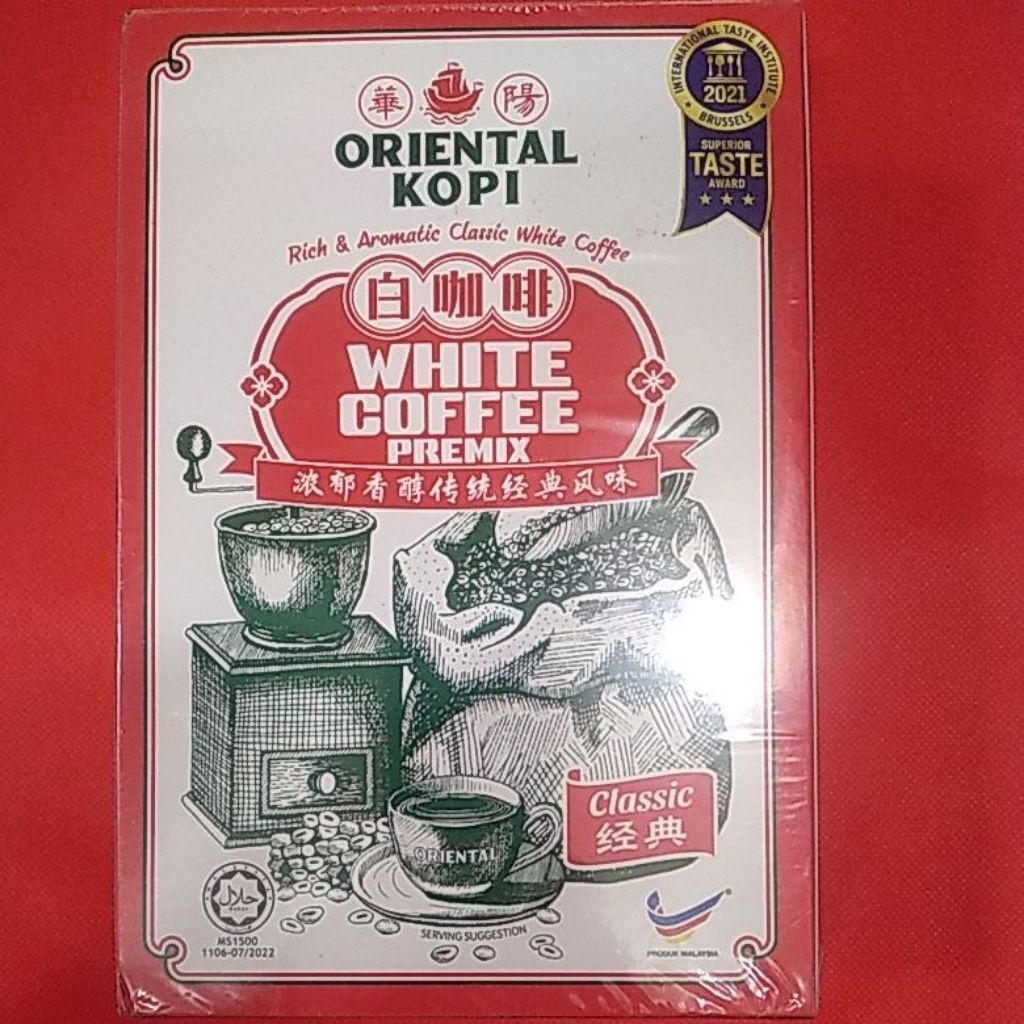 華 陽
ORIENTAL
KOPI
INTERNATIONAL TASTE INSTITUTE
2021
BRUSSELS
SUPERIOR
TASTE
AWARD
Rich & Aromatic Classic White Coffee
白咖啡
WHITE
COFFEE
PREMIX
浓郁香醇传统经典风味
ORIENTAL
Classic
经典
حلال
MS1500
1106-07/2022
SERVING SUGGESTION
PRODUK MALAYSIA